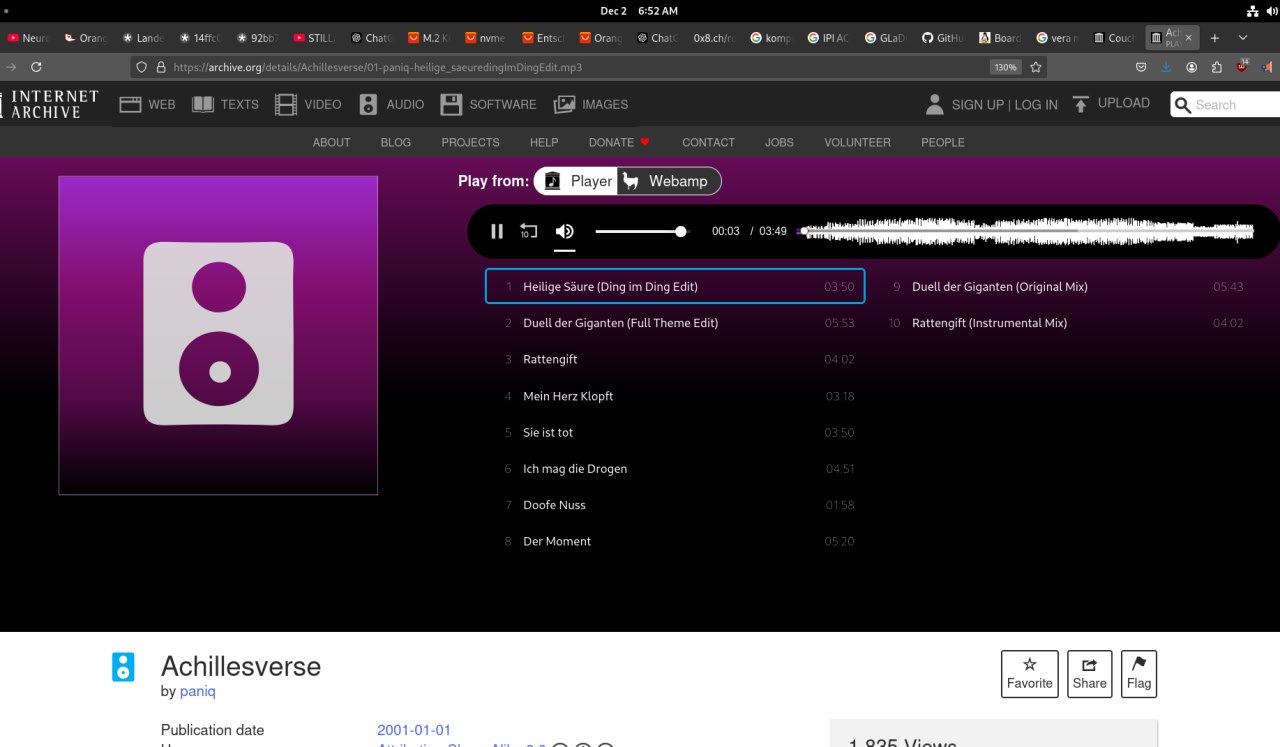 Dec 2 6:52 AM
Neuro Orang Lande 14ffc0 92bb7 STILL ChatG M.2 K nvme Entsch Orang ChatG 0x8.ch/ro komp IPI AC GLaD GitHu Board vera n Couch Ach
PLA
https://archive.org/details/Achillesverse/01-paniq-heilige_saeuredingImDingEdit.mp3 130% 14
INTERNET ARCHIVE WEB TEXTS VIDEO AUDIO SOFTWARE IMAGES SIGN UP | LOG IN UPLOAD Search
ABOUT BLOG PROJECTS HELP DONATE CONTACT JOBS VOLUNTEER PEOPLE
Play from: Player Webamp
10 00:03 / 03:49
1 Heilige Säure (Ding im Ding Edit) 03:50
2 Duell der Giganten (Full Theme Edit) 05:53
3 Rattengift 04:02
4 Mein Herz Klopft 03:18
5 Sie ist tot 03:50
6 Ich mag die Drogen 04:51
7 Doofe Nuss 01:58
8 Der Moment 05:20
9 Duell der Giganten (Original Mix) 05:43
10 Rattengift (Instrumental Mix) 04:02
Achillesverse
by paniq
Favorite Share Flag
Publication date 2001-01-01
1,835 Views